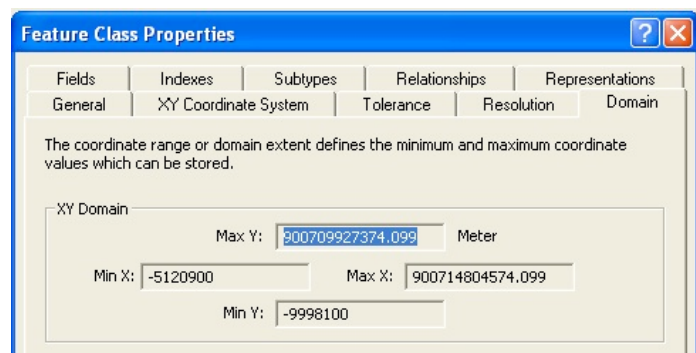 Feature Class Properties
Fields Indexes Subtypes Relationships Representations
General XY Coordinate System Tolerance Resolution Domain
The coordinate range or domain extent defines the minimum and maximum coordinate
values which can be stored.
XY Domain
Max Y: 900709927374.099 Meter
Min X: -5120900 Max X: 900714804574.099
Min Y: -9998100